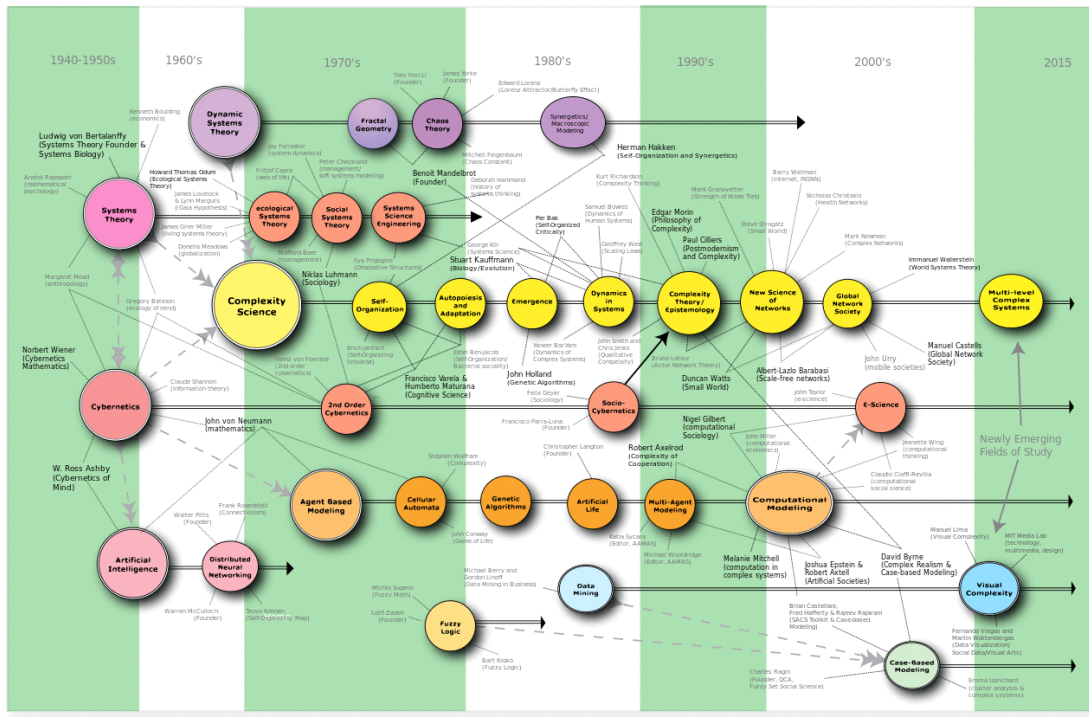 1940-1950s
1960's
1970's
1980's
1990's
2000's
2015
Tien Yien Li
(Founder)
James Yorke
(Founder)
Edward Lorenz
(Lorenz Attractor/Butterfly Effect)
Kenneth Boulding
(economics)
Dynamic
Systems
Theory
Fractal
Geometry
Chaos
Theory
Synergetics/
Macroscopic
Modeling
Ludwig von Bertalanffy
(Systems Theory Founder &
Systems Biology)
Jay Forrester
(system dynamics)
Peter Checkland
(management/
soft systems modeling)
Mitchell Feigenbaum
(Chaos Constant)
Herman Hakken
(Self-Organization and Synergetics)
Anatol Rapoport
(mathematical
psychology)
Howard Thomas Odum
(Ecological Systems
Theory)
Fritjof Capra
(web of life)
Benoit Mandelbrot
(Founder)
Deborah Hammond
(history of
systems thinking)
Kurt Richardson
(Complexity Thinking)
Barry Wellman
(Internet, INSNN)
James Lovelock
& Lynn Margulis
(Gaia Hypothesis)
Mark Granovetter
(Strength of Weak Ties)
Nicholas Christakis
(Health Networks)
Systems
Theory
ecological
Systems
Theory
Social
Systems
Theory
Systems
Science
Engineering
Per Bak
(Self-Organized
Critically)
Samuel Bowles
(Dynamics of
Human Systems)
Edgar Morin
(Philosophy of
Complexity)
Steve Strogatz
(Small World)
James Grier Miller
(living systems theory)
Donella Meadows
(globalization)
Stafford Beer
(management)
George Klir
(Systems Science)
Geoffrey West
(Scaling Laws)
Paul Cilliers
(Postmodernism
and Complexity)
Mark Newman
(Complex Networks)
Ilya Prigogine
(Dissipative Structures)
Stuart Kauffmann
(Biology/Evolution)
Immanuel Wallerstein
(World Systems Theory)
Margaret Mead
(anthropology)
Niklas Luhmann
(Sociology)
Gregory Bateson
(ecology of mind)
Complexity
Science
Self-
Organization
Autopoiesis
and
Adaptation
Emergence
Dynamics
in
Systems
Complexity
Theory/
Epistemology
New Science
of
Networks
Global
Network
Society
Multi-level
Complex
Systems
Norbert Wiener
(Cybernetics
Mathematics)
Heinz von Foerster
(2nd order
cybernetics)
Erich Jantsch
(Self-Organizing
Universe)
Eshel Ben-Jacob
(Self-Organization/
Bacterial sociality)
Yaneer Bar-Yam
(Dynamics of
Complex Systems)
John Smith and
Chris Jenks
(Qualitative
Complexity)
Bruno Latour
(Actor Network Theory)
John Urry
(mobile societies)
Manuel Castells
(Global Network
Society)
Claude Shannon
(information theory)
Francisco Varela &
Humberto Maturana
(Cognitive Science)
John Holland
(Genetic Algorithms)
Duncan Watts
(Small World)
Albert-Lazlo Barabasi
(Scale-free networks)
Felix Geyer
(Sociology)
John Taylor
(e-science)
Cybernetics
2nd Order
Cybernetics
Socio-
Cybernetics
E-Science
John von Neumann
(mathematics)
Francisco Parra-Luna
(Founder)
Nigel Gilbert
(computational
Sociology)
John Miller
(computational
economics)
Jeanette Wing
(computational
thinking)
Newly Emerging
Fields of Study
W. Ross Ashby
(Cybernetics of
Mind)
Stephen Wolfram
(Complexity)
Christopher Langton
(Founder)
Robert Axelrod
(Complexity of
Cooperation)
Claudio Cioffi-Revilla
(computational
social science)
Agent Based
Modeling
Cellular
Automata
Genetic
Algorithms
Artificial
Life
Multi-Agent
Modeling
Computational
Modeling
Walter Pitts
(Founder)
Frank Rosenblatt
(Connectionism)
John Conway
(Game of Life)
Katia Sycara
(Editor, AAMAS)
Michael Wooldridge
(Editor, AAMAS)
Manuel Lima
(Visual Complexity)
MIT Media Lab
(technology,
multimedia, design)
Artificial
Intelligence
Distributed
Neural
Networking
Melanie Mitchell
(computation in
complex systems)
Joshua Epstein &
Robert Axtell
(Artificial Societies)
David Byrne
(Complex Realism &
Case-based Modeling)
Michael Berry and
Gordon Linoff
(Data Mining in Business)
Data
Mining
Visual
Complexity
Warren McCulloch
(Founder)
(Self-Organizing Map)
Michio Sugeno
(Fuzzy Math)
Lotfi Zadeh
(Founder)
Fuzzy
Logic
Brian Castellani,
Fred Hafferty & Rajeev Rajaram
(SACS Toolkit & Case-based
Modeling)
Fernanda Viegas and
Martin Wattenbergas
(Data Visualization/
Social Data/Visual Arts)
Bart Kosko
(Fuzzy Logic)
Charles Ragin
(Founder, QCA,
Fuzzy Set Social Science)
Case-Based
Modeling
Emma Uprichard
(cluster analysis &
complex systems)